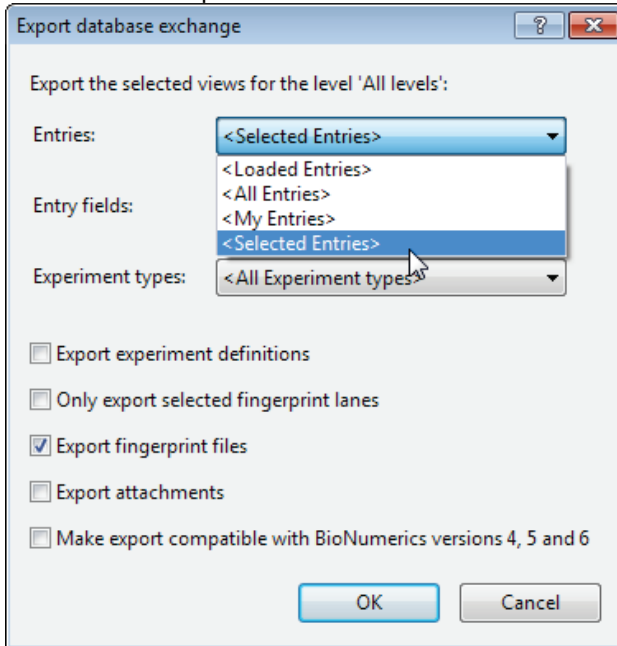 Export database exchange
Export the selected views for the level 'All levels':
Entries:
<Selected Entries>
<Loaded Entries>
<All Entries>
<My Entries>
<Selected Entries>
Entry fields:
Experiment types:
<All Experiment types>
Export experiment definitions
Only export selected fingerprint lanes
Export fingerprint files
Export attachments
Make export compatible with BioNumerics versions 4, 5 and 6
OK
Cancel